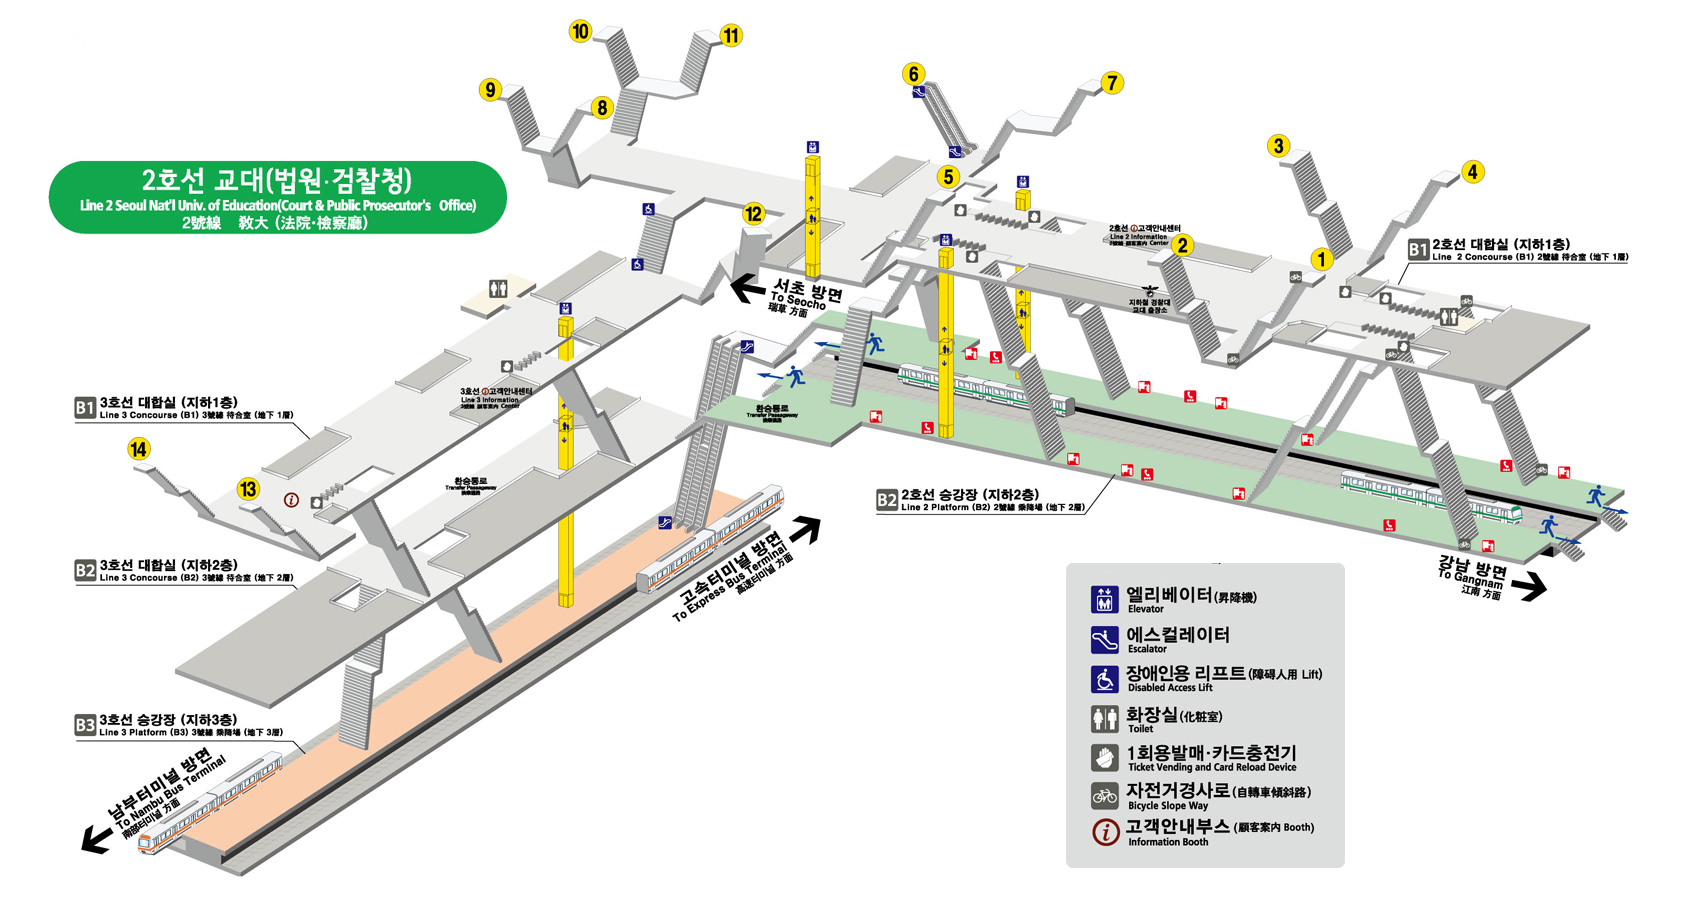 10
11
9
8
6
7
3
4
5
12
2
1
14
13
2호선 교대(법원·검찰청)
Line 2 Seoul Nat'l Univ. of Education(Court & Public Prosecutor's Office)
2號線 敎大 (法院·檢察廳)
2호선 i 고객안내센터
Line 2 Information
2號線 顧客案内 Center
B1 2호선 대합실 (지하1층)
Line 2 Concourse (B1) 2號線 待合室 (地下 1層)
서초 방면
To Seocho
瑞草 方面
지하철 경찰대
교대 출장소
3호선 i 고객안내센터
Line 3 Information
3號線 顧客案内 Center
B1 3호선 대합실 (지하1층)
Line 3 Concourse (B1) 3號線 待合室 (地下 1層)
환승통로
Transfer Passageway
換乘通路
환승통로
Transfer Passageway
換乘通路
B2 2호선 승강장 (지하2층)
Line 2 Platform (B2) 2號線 乘降場 (地下 2層)
B2 3호선 대합실 (지하2층)
Line 3 Concourse (B2) 3號線 待合室 (地下 2層)
고속터미널 방면
To Express Bus Terminal
高速터미널 方面
강남 방면
To Gangnam
江南 方面
B3 3호선 승강장 (지하3층)
Line 3 Platform (B3) 3號線 乘降場 (地下 3層)
남부터미널 방면
To Nambu Bus Terminal
南部터미널 方面
엘리베이터(昇降機)
Elevator
에스컬레이터
Escalator
장애인용 리프트(障碍人用 Lift)
Disabled Access Lift
화장실(化粧室)
Toilet
1회용발매·카드충전기
Ticket Vending and Card Reload Device
자전거경사로(自轉車傾斜路)
Bicycle Slope Way
i 고객안내부스(顧客案内 Booth)
Information Booth